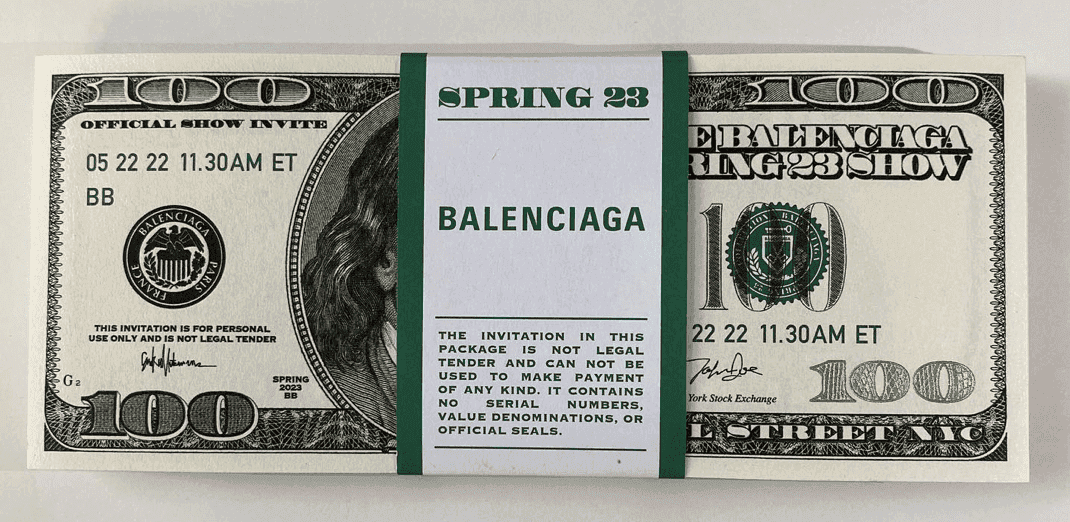 100
OFFICIAL SHOW INVITE
05 22 22 11.30AM ET
BB
BALENCIAGA
PARIS
FRANCE
THIS INVITATION IS FOR PERSONAL
USE ONLY AND IS NOT LEGAL TENDER
G2
SPRING
2023
BB
100
SPRING 23
BALENCIAGA
THE INVITATION IN THIS
PACKAGE IS NOT LEGAL
TENDER AND CAN NOT BE
USED TO MAKE PAYMENT
OF ANY KIND. IT CONTAINS
NO SERIAL NUMBERS,
VALUE DENOMINATIONS, OR
OFFICIAL SEALS.
100
E BALENCIAGA
RING 23 SHOW
100
22 22 11.30AM ET
John Doe
York Stock Exchange
100
L STREET NYC